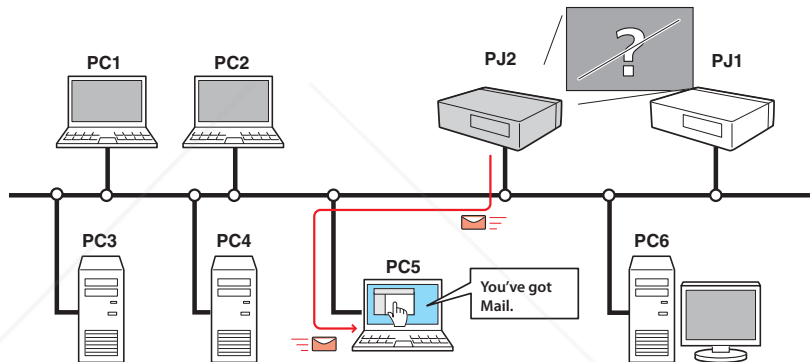 PC1
PC2
PJ2
?
PJ1
PC3
PC4
PC5
You've got
Mail.
PC6